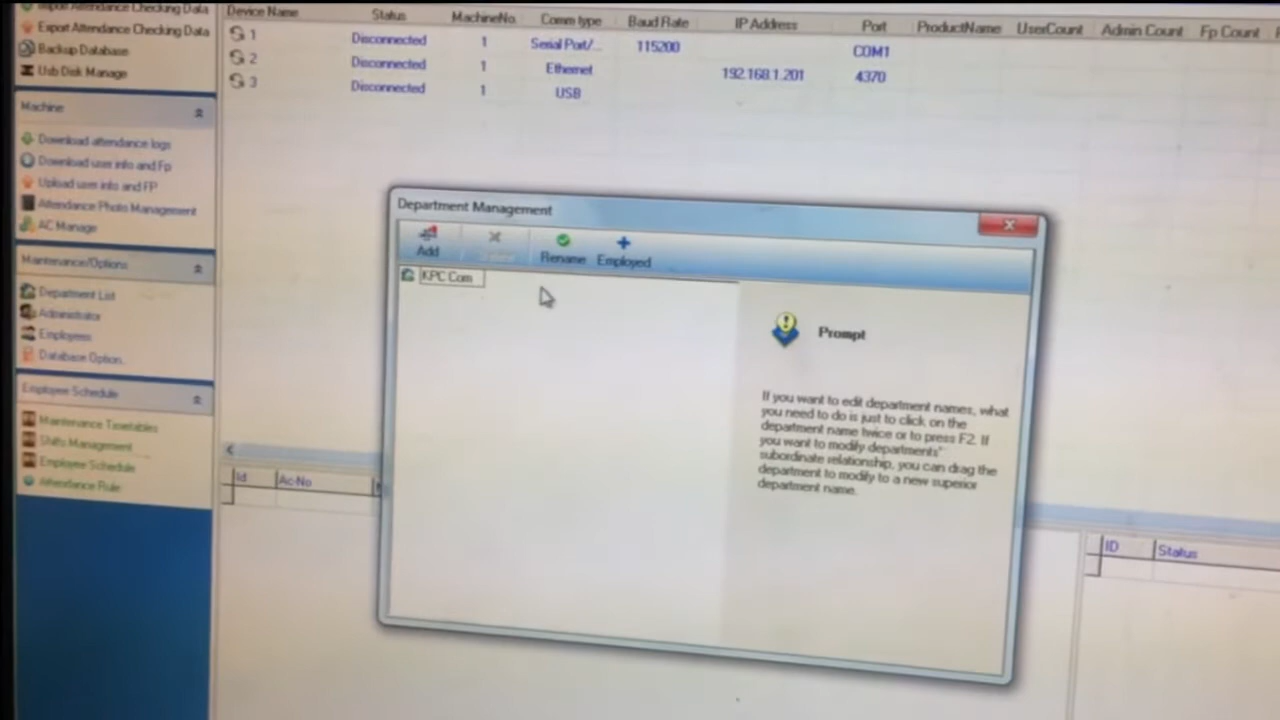 Import Attendance Checking Data
Export Attendance Checking Data
Backup Database
Usb Disk Manage
Machine
Download attendance logs
Download user info and Fp
Upload user info and FP
Attendance Photo Management
AC Manage
Maintenance/Options
Department List
Administrator
Employees
Database Option..
Employee Schedule
Maintenance Timetables
Shifts Management
Employee Schedule
Attendance Rule
Device Name Status MachineNo. Comm type Baud Rate IP Address Port ProductName UserCount Admin Count Fp Count
1 Disconnected 1 Serial Port/... 115200 COM1
2 Disconnected 1 Ethernet 192.168.1.201 4370
3 Disconnected 1 USB
Department Management
Add Rename Employed
KPC Com
Prompt
If you want to edit department names, what
you need to do is just to click on the
department name twice or to press F2. If
you want to modify departments'
subordinate relationship, you can drag the
department to modify to a new superior
department name.
Id Ac-No
ID Status